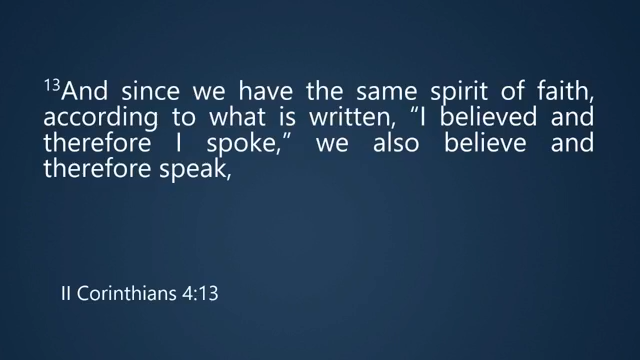 ¹³And since we have the same spirit of faith,
according to what is written, “I believed and
therefore I spoke,” we also believe and
therefore speak,
II Corinthians 4:13